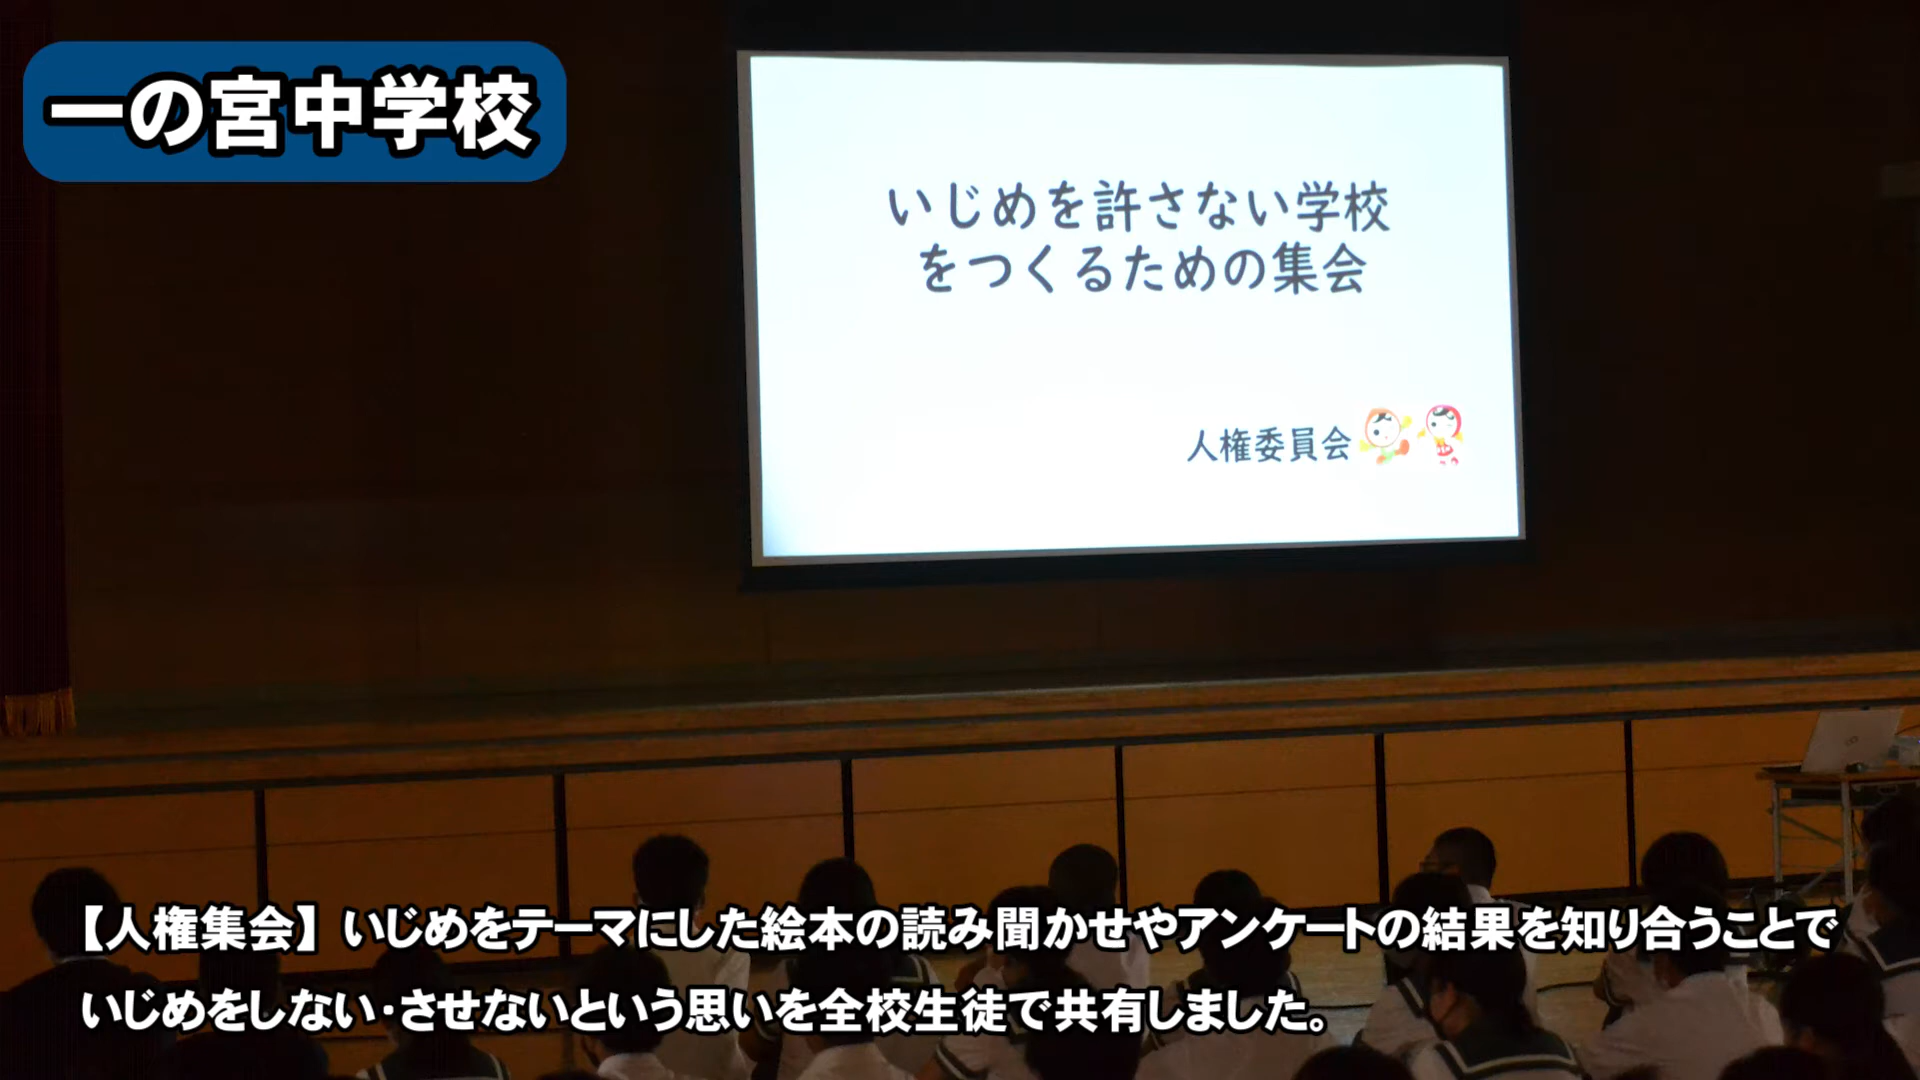 一の宮中学校
いじめを許さない学校
をつくるための集会
人権委員会
【人権集会】いじめをテーマにした絵本の読み聞かせやアンケートの結果を知り合うことで
いじめをしない・させないという思いを全校生徒で共有しました。